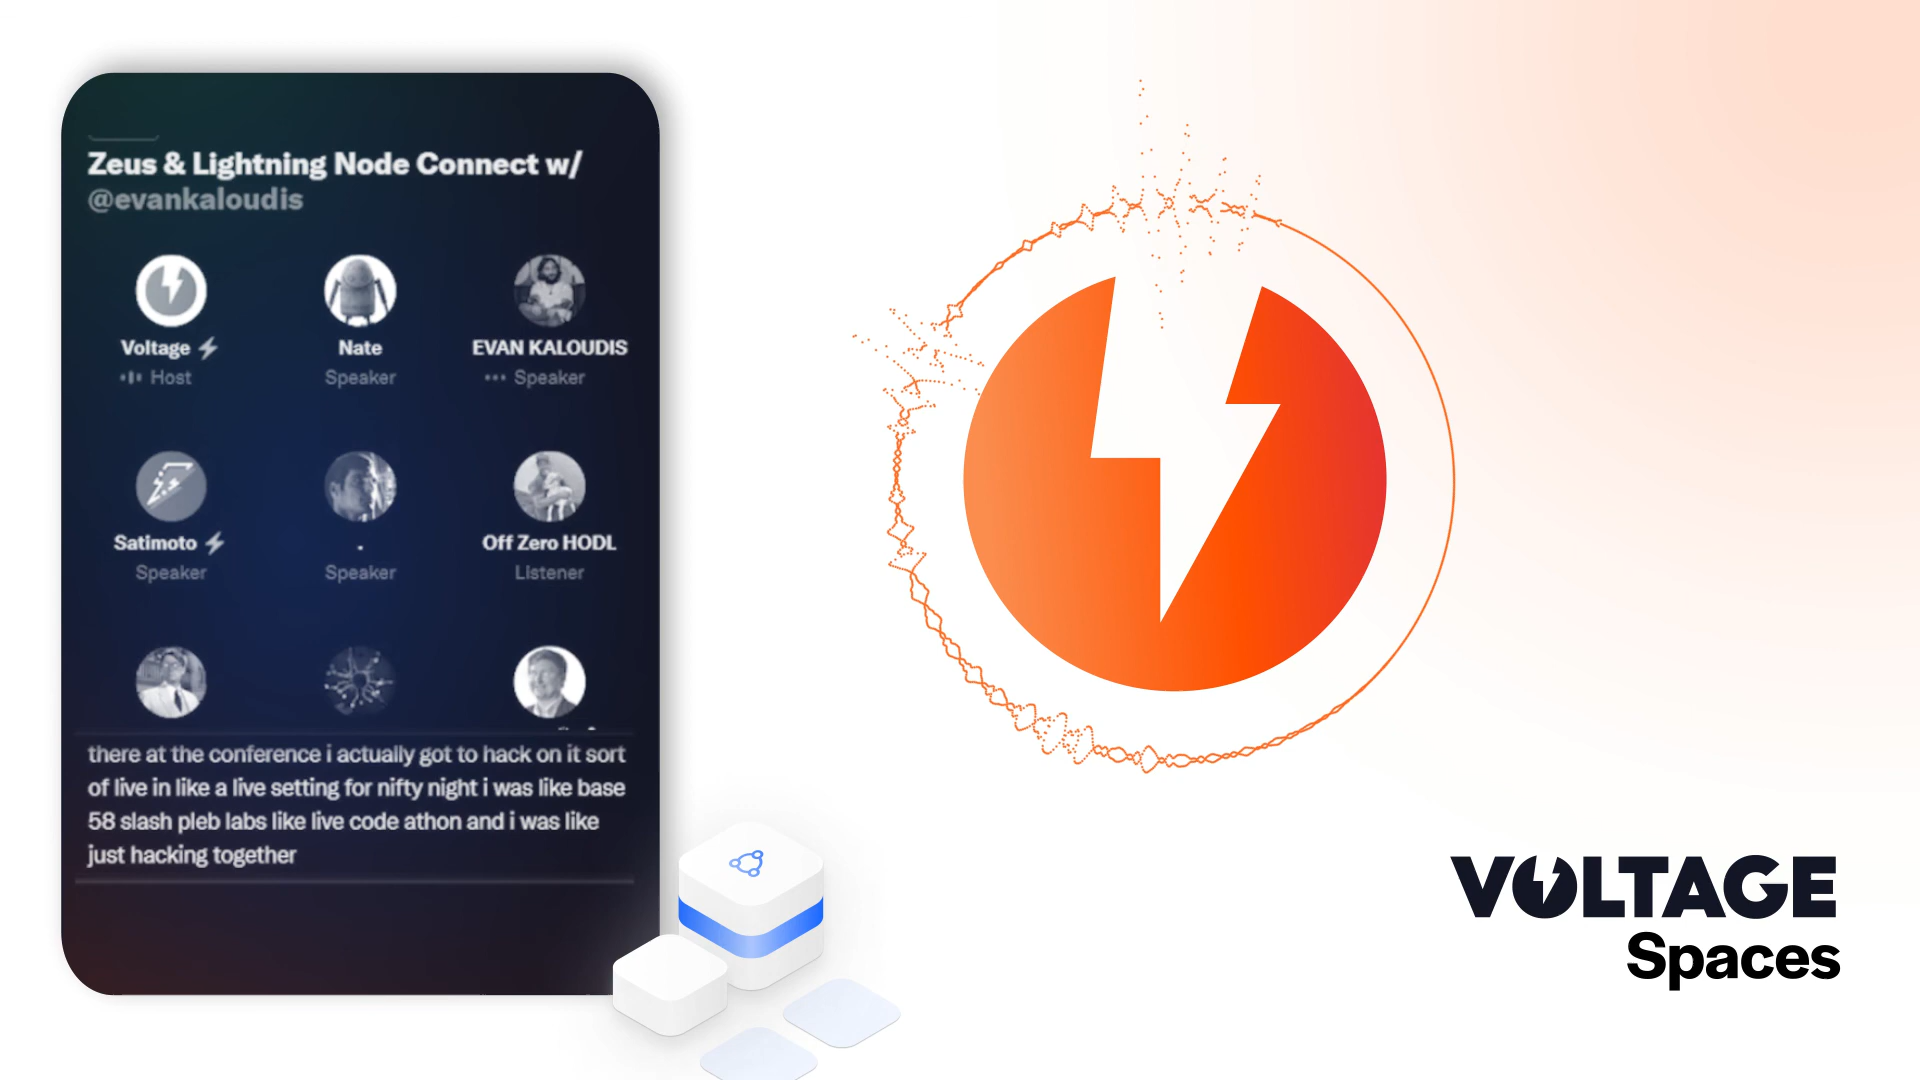 Zeus & Lightning Node Connect w/
@evankaloudis
Voltage
Host
Nate
Speaker
EVAN KALOUDIS
Speaker
Satimoto
Speaker
.
Speaker
Off Zero HODL
Listener
there at the conference i actually got to hack on it sort
of live in like a live setting for nifty night i was like base
58 slash pleb labs like live code athon and i was like
just hacking together
VOLTAGE
Spaces